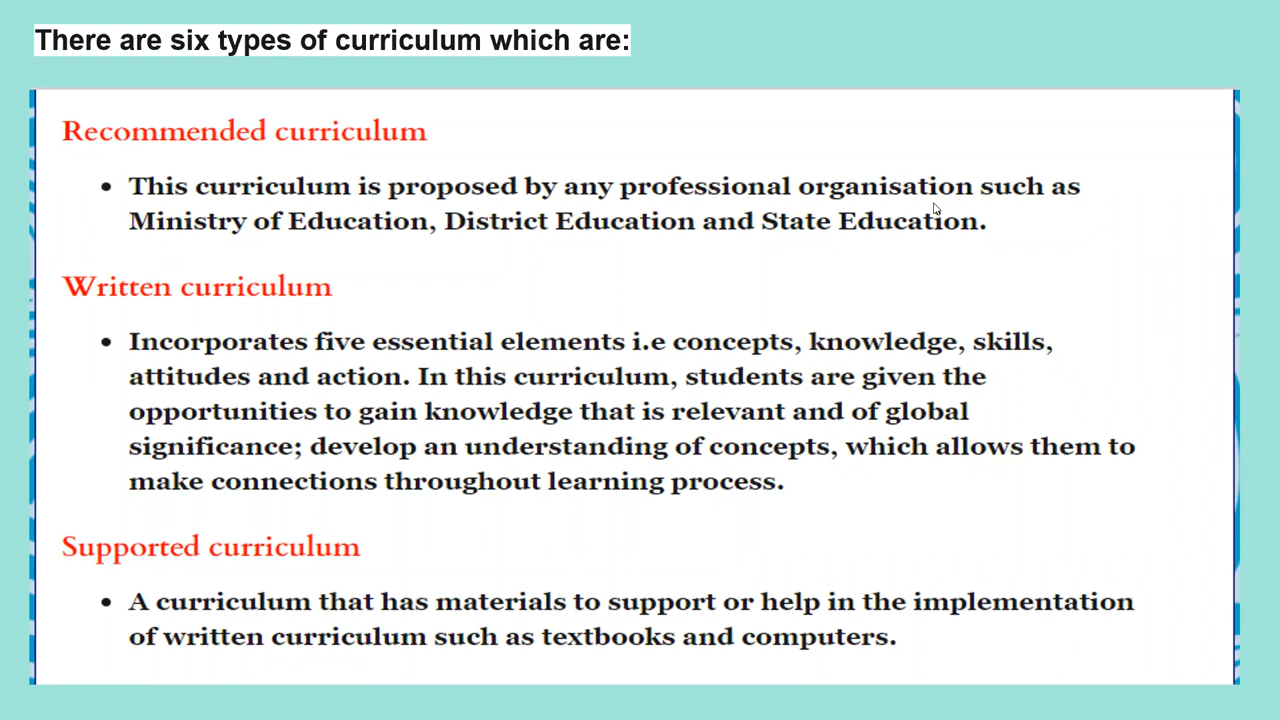 There are six types of curriculum which are:
Recommended curriculum
• This curriculum is proposed by any professional organisation such as
Ministry of Education, District Education and State Education.
Written curriculum
• Incorporates five essential elements i.e concepts, knowledge, skills,
attitudes and action. In this curriculum, students are given the
opportunities to gain knowledge that is relevant and of global
significance; develop an understanding of concepts, which allows them to
make connections throughout learning process.
Supported curriculum
• A curriculum that has materials to support or help in the implementation
of written curriculum such as textbooks and computers.